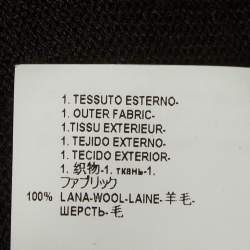 1. TESSUTO ESTERNO-
1. OUTER FABRIC-
1.TISSU EXTERIEUR-
1. TEJIDO EXTERNO-
1. TECIDO EXTERIOR-
1. 织物-1. ткань-1.
ファブリック
100% LANA-WOOL-LAINE-羊毛-
ШЕРСТЬ-毛